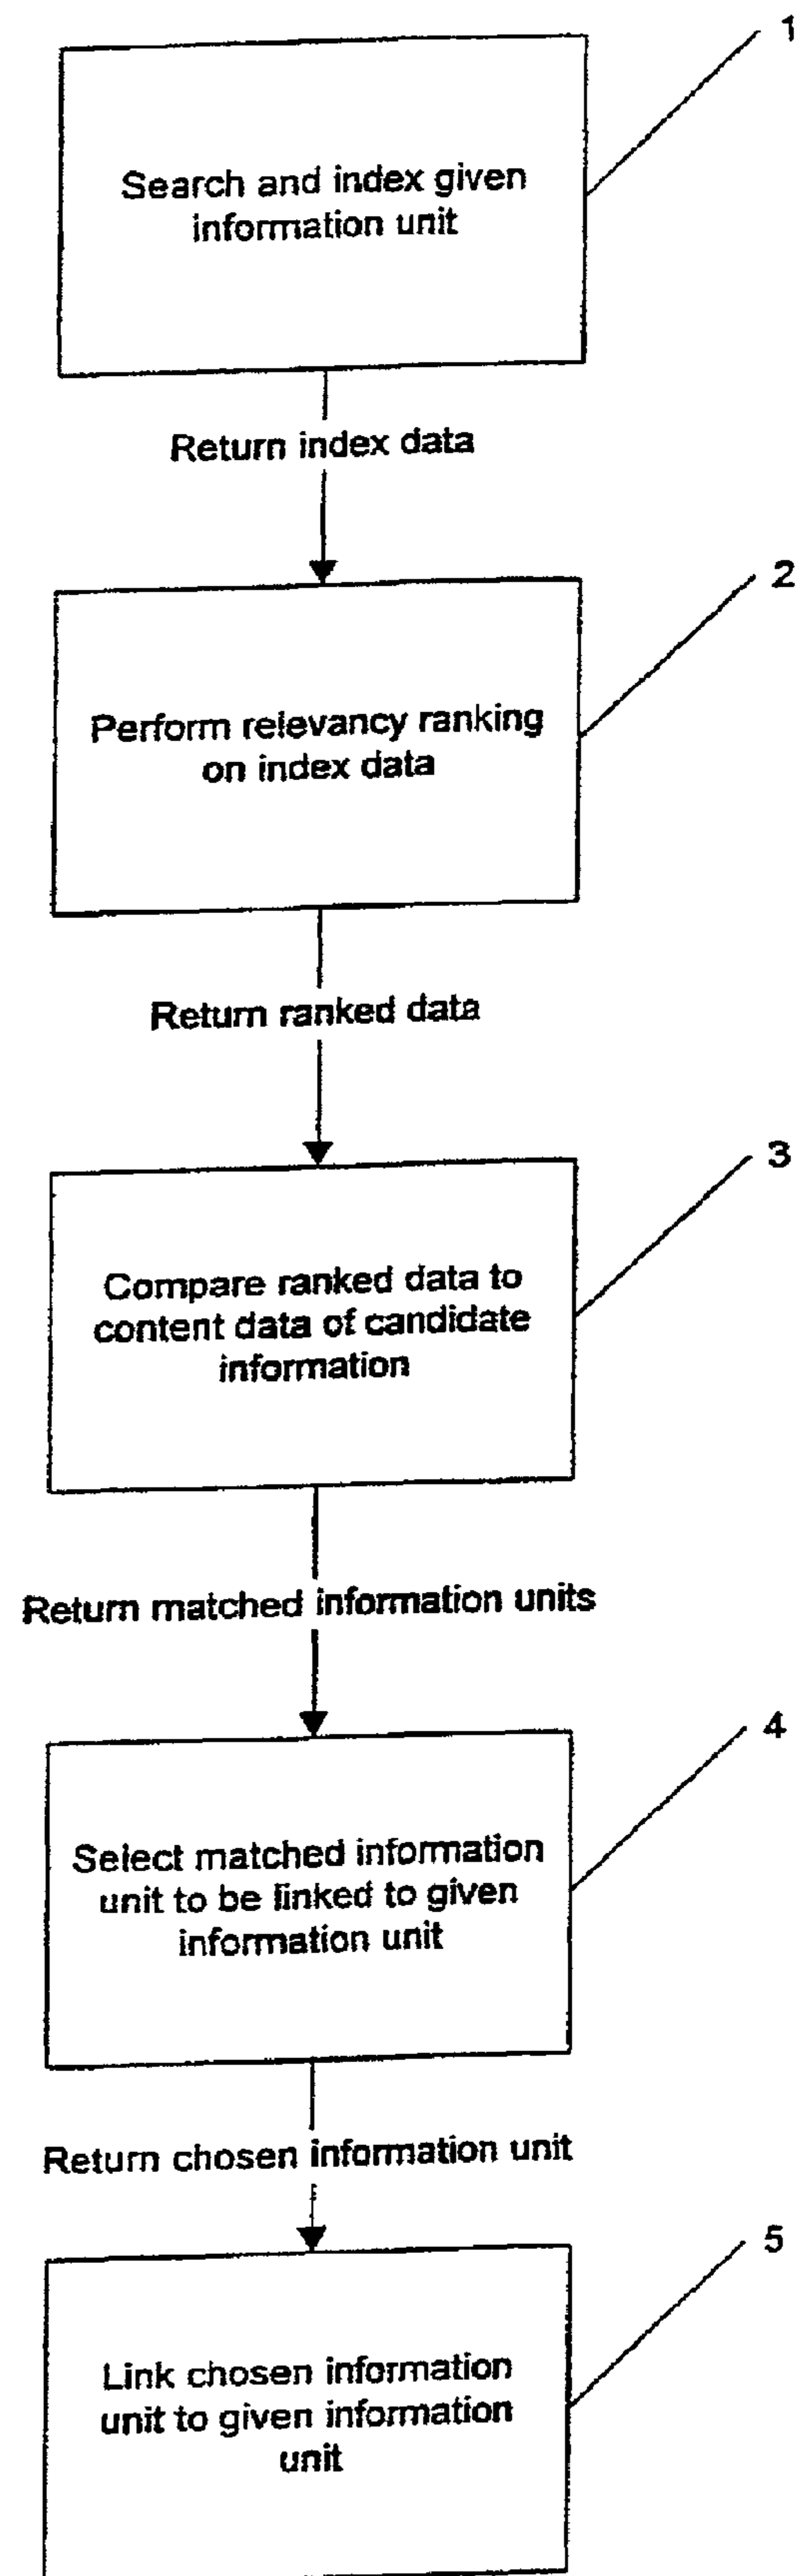 1
Search and index given
information unit
Return index data
2
Perform relevancy ranking
on index data
Return ranked data
3
Compare ranked data to
content data of candidate
information
Return matched information units
4
Select matched information
unit to be linked to given
information unit
Return chosen information unit
5
Link chosen information
unit to given information
unit